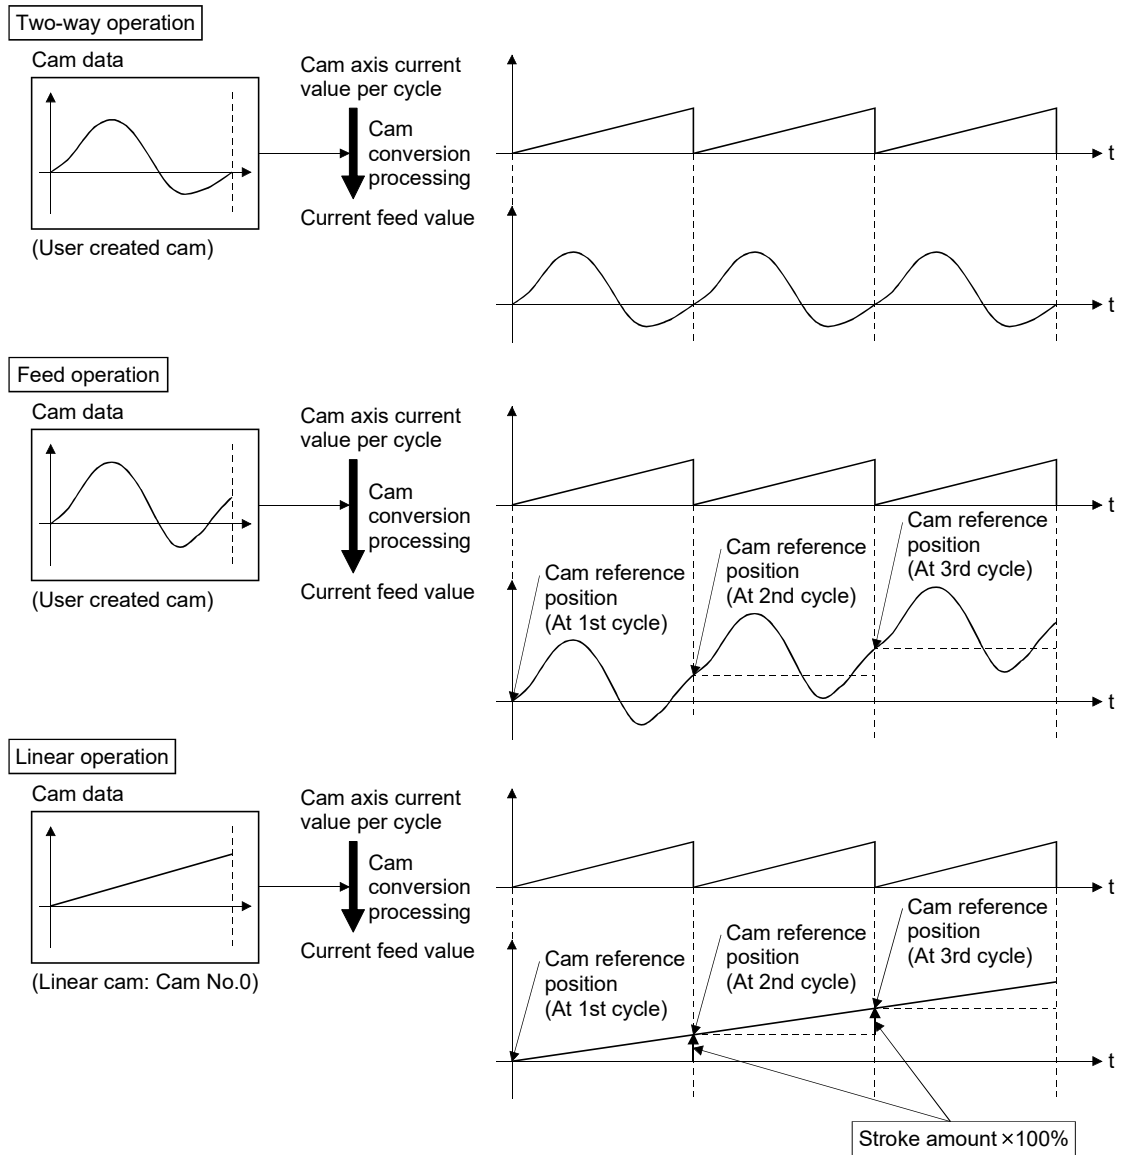 Two-way operation
Cam data
(User created cam)
Cam axis current
value per cycle
Cam
conversion
processing
Current feed value
t
t
Feed operation
Cam data
(User created cam)
Cam axis current
value per cycle
Cam
conversion
processing
Current feed value
t
Cam reference
position
(At 1st cycle)
Cam reference
position
(At 2nd cycle)
Cam reference
position
(At 3rd cycle)
t
Linear operation
Cam data
(Linear cam: Cam No.0)
Cam axis current
value per cycle
Cam
conversion
processing
Current feed value
t
Cam reference
position
(At 1st cycle)
Cam reference
position
(At 2nd cycle)
Cam reference
position
(At 3rd cycle)
t
Stroke amount ×100%